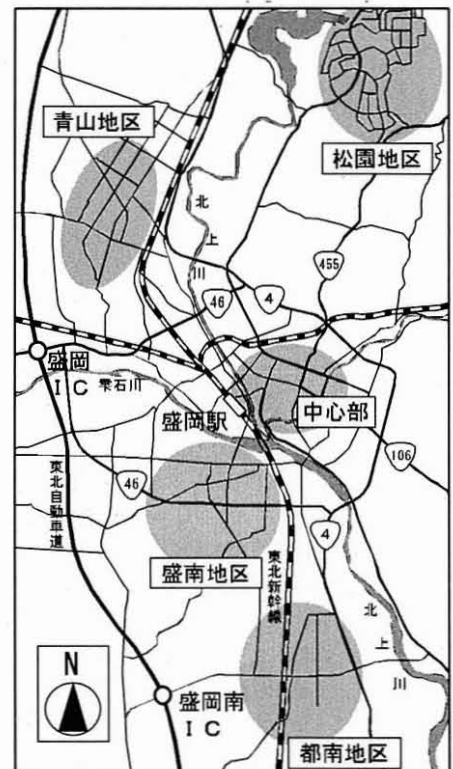 青山地区
松園地区
北上川
455
46
4
盛岡
IC
雫石川
盛岡駅
中心部
106
46
東北自動車道
4
盛南地区
東北新幹線
北上川
N
盛岡南
IC
都南地区